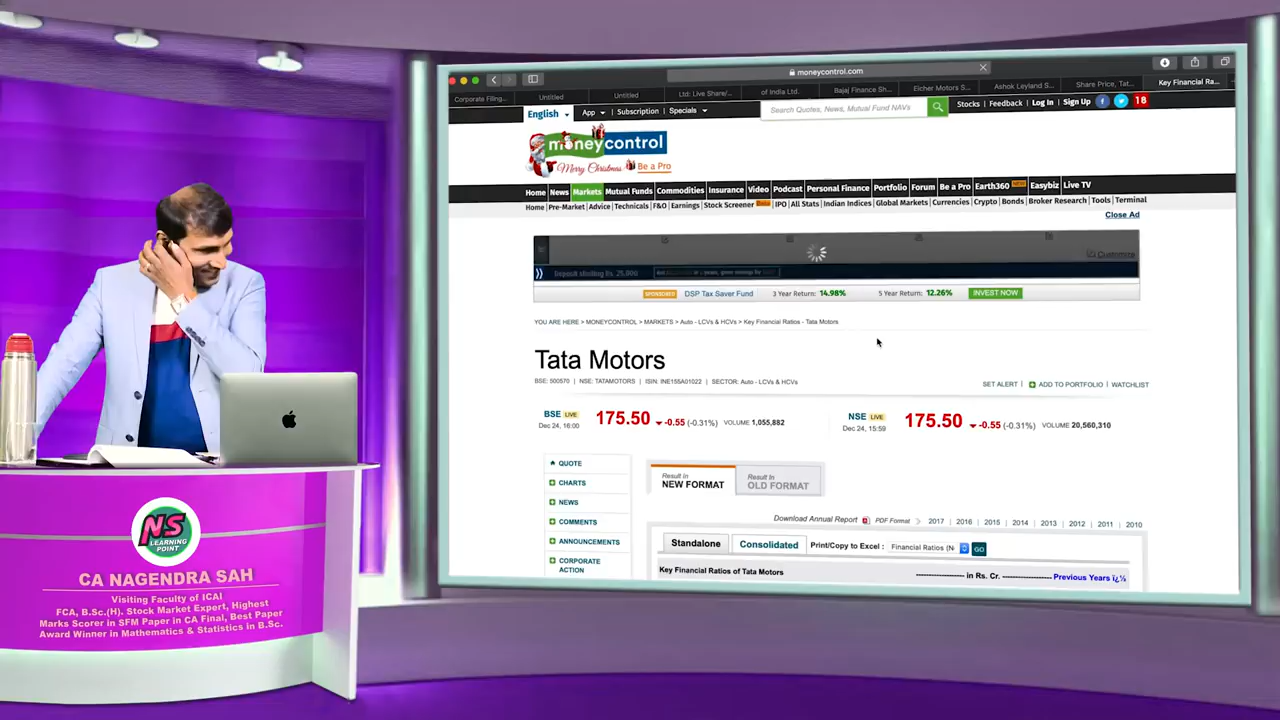 moneycontrol.com
Corporate Filing...
Untitled
Untitled
Ltd: Live Share/...
of India Ltd.
Bajaj Finance Sh...
Eicher Motors S...
Ashok Leyland S...
Share Price, Tat...
Key Financial Ra...
English
App
Subscription
Specials
Search Quotes, News, Mutual Fund NAVs
Stocks | Feedback | Log In | Sign Up
18
moneycontrol
Merry Christmas
Be a Pro
Home News Markets Mutual Funds Commodities Insurance Video Podcast Personal Finance Portfolio Forum Be a Pro Earth360 NEW Easybiz Live TV
Home | Pre-Market | Advice | Technicals | F&O | Earnings | Stock Screener Beta | IPO | All Stats | Indian Indices | Global Markets | Currencies | Crypto | Bonds | Broker Research | Tools | Terminal
Close Ad
Customize
SPONSORED DSP Tax Saver Fund 3 Year Return: 14.98% 5 Year Return: 12.26% INVEST NOW
YOU ARE HERE > MONEYCONTROL > MARKETS > Auto - LCVs & HCVs > Key Financial Ratios - Tata Motors
Tata Motors
BSE: 500570 | NSE: TATAMOTORS | ISIN: INE155A01022 | SECTOR: Auto - LCVs & HCVs
SET ALERT | ADD TO PORTFOLIO | WATCHLIST
BSE LIVE
Dec 24, 16:00
175.50 -0.55 (-0.31%) VOLUME 1,055,882
NSE LIVE
Dec 24, 15:59
175.50 -0.55 (-0.31%) VOLUME 20,560,310
QUOTE
CHARTS
NEWS
COMMENTS
ANNOUNCEMENTS
CORPORATE
ACTION
Result in
NEW FORMAT
Result in
OLD FORMAT
Download Annual Report PDF Format 2017 | 2016 | 2015 | 2014 | 2013 | 2012 | 2011 | 2010
Standalone
Consolidated
Print/Copy to Excel :
Financial Ratios (N
GO
Key Financial Ratios of Tata Motors
------------------- in Rs. Cr. -------------------
Previous Years ï¿½
NS
LEARNING
POINT
CA NAGENDRA SAH
Visiting Faculty of ICAI
FCA, B.Sc.(H). Stock Market Expert, Highest
Marks Scorer in SFM Paper in CA Final, Best Paper
Award Winner in Mathematics & Statistics in B.Sc.